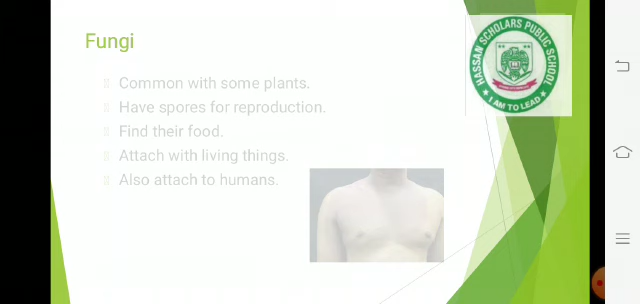 Fungi
Common with some plants.
Have spores for reproduction.
Find their food.
Attach with living things.
Also attach to humans.
HASSAN SCHOLARS PUBLIC SCHOOL
I AM TO LEAD